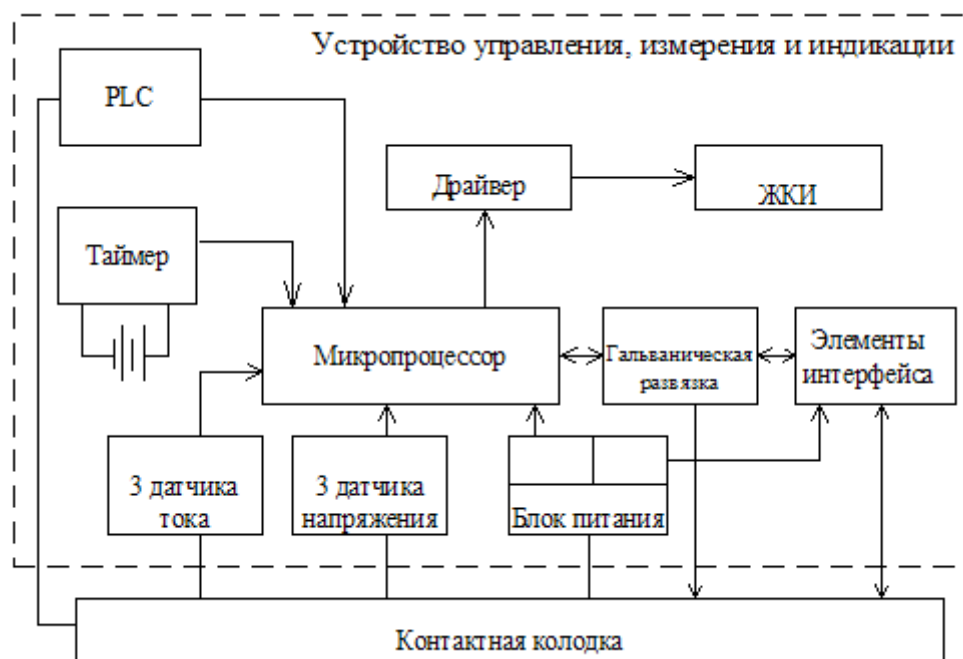 Устройство управления, измерения и индикации
PLC
Драйвер
ЖКИ
Таймер
Микропроцессор
Гальваническая
развязка
Элементы
интерфейса
3 датчика
тока
3 датчика
напряжения
Блок питания
Контактная колодка